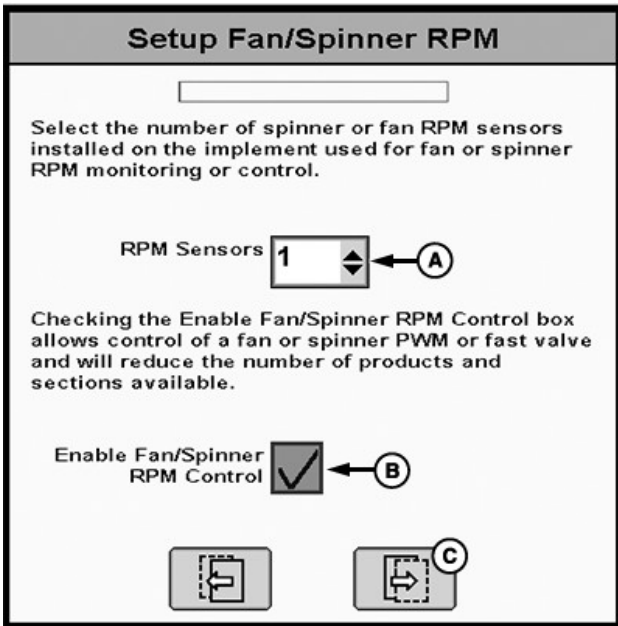 Setup Fan/Spinner RPM
Select the number of spinner or fan RPM sensors
installed on the implement used for fan or spinner
RPM monitoring or control.
RPM Sensors 1 A
Checking the Enable Fan/Spinner RPM Control box
allows control of a fan or spinner PWM or fast valve
and will reduce the number of products and
sections available.
Enable Fan/Spinner
RPM Control B
C